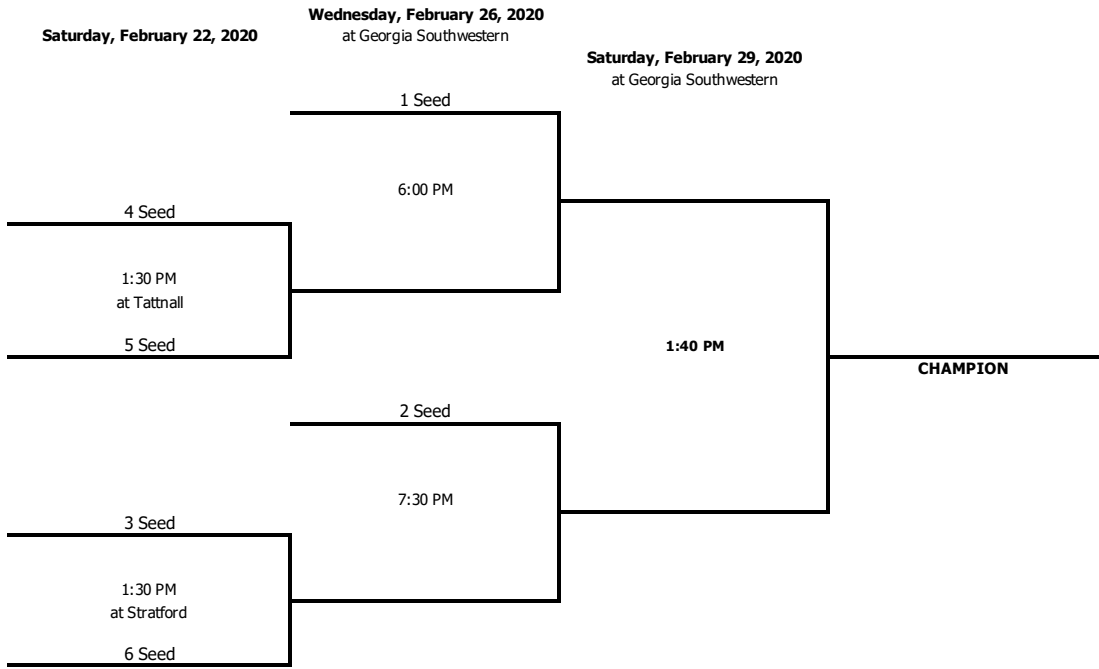 Saturday, February 22, 2020
Wednesday, February 26, 2020
at Georgia Southwestern
Saturday, February 29, 2020
at Georgia Southwestern
1 Seed
6:00 PM
4 Seed
1:30 PM
at Tattnall
5 Seed
1:40 PM
CHAMPION
2 Seed
7:30 PM
3 Seed
1:30 PM
at Stratford
6 Seed